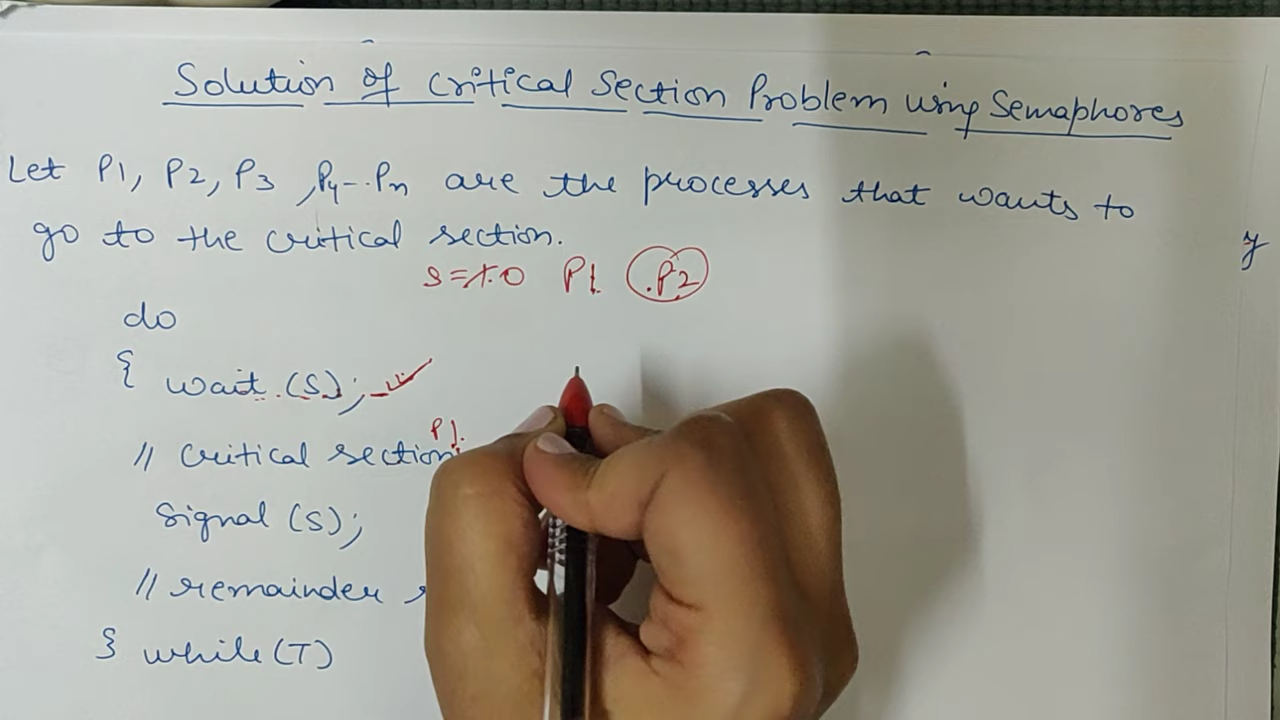 Solution of Critical Section Problem using Semaphores
Let P1, P2, P3 ,P4-..Pn are the processes that wants to
go to the critical section.
y
S=1.0 P1. .P2
do
{ wait (S);
P1.
// critical section
Signal (S);
// remainder
} while(T)